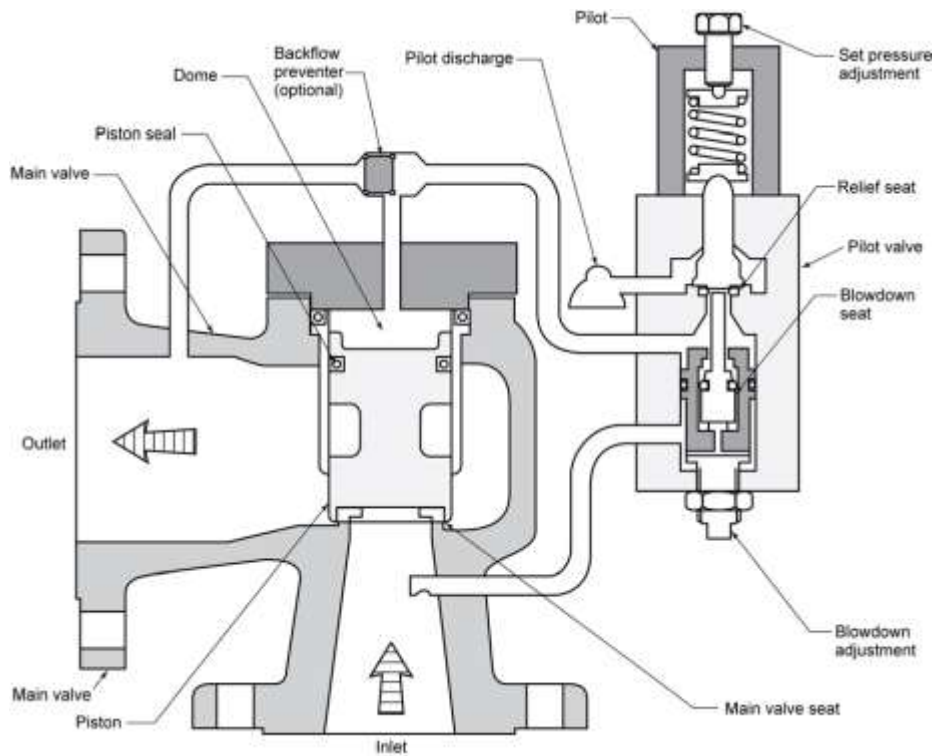 Pilot
Set pressure
adjustment
Backflow
preventer
(optional)
Pilot discharge
Dome
Piston seal
Main valve
Relief seat
Pilot valve
Blowdown
seat
Outlet
Blowdown
adjustment
Main valve
Piston
Main valve seat
Inlet